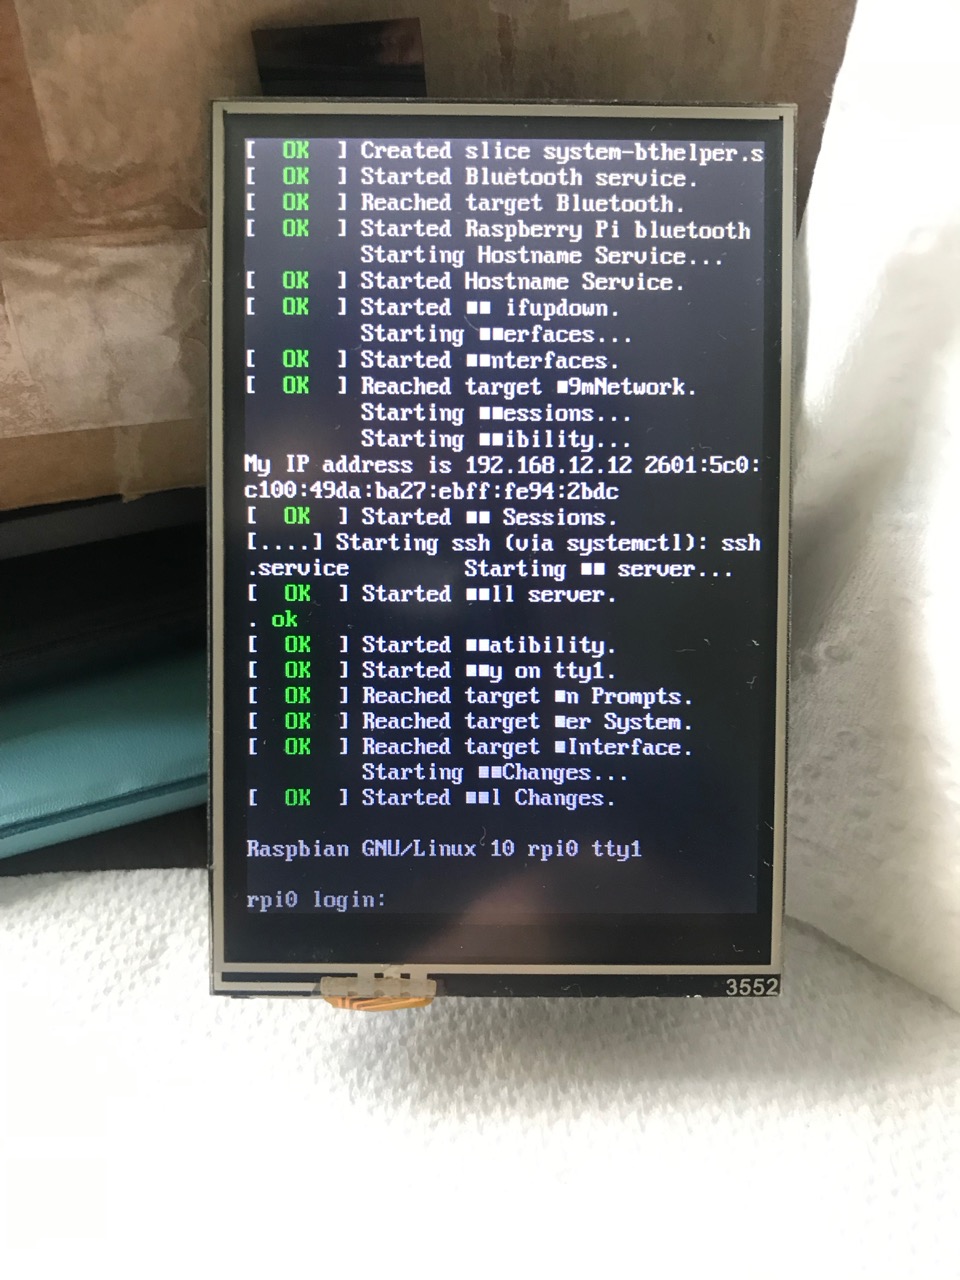 [  OK  ] Created slice system-bthelper.s
[  OK  ] Started Bluetooth service.
[  OK  ] Reached target Bluetooth.
[  OK  ] Started Raspberry Pi bluetooth
         Starting Hostname Service...
[  OK  ] Started Hostname Service.
[  OK  ] Started ■■ ifupdown.
         Starting ■■erfaces...
[  OK  ] Started ■■nterfaces.
[  OK  ] Reached target ■9mNetwork.
         Starting ■■essions...
         Starting ■■ibility...
My IP address is 192.168.12.12 2601:5c0:
c100:49da:ba27:ebff:fe94:2bdc
[  OK  ] Started ■■ Sessions.
[....] Starting ssh (via systemctl): ssh
.service         Starting ■■ server...
[  OK  ] Started ■■ll server.
. ok
[  OK  ] Started ■■atibility.
[  OK  ] Started ■■y on tty1.
[  OK  ] Reached target ■n Prompts.
[  OK  ] Reached target ■er System.
[  OK  ] Reached target ■Interface.
         Starting ■■Changes...
[  OK  ] Started ■■l Changes.
Raspbian GNU/Linux 10 rpi0 tty1
rpi0 login:
3552